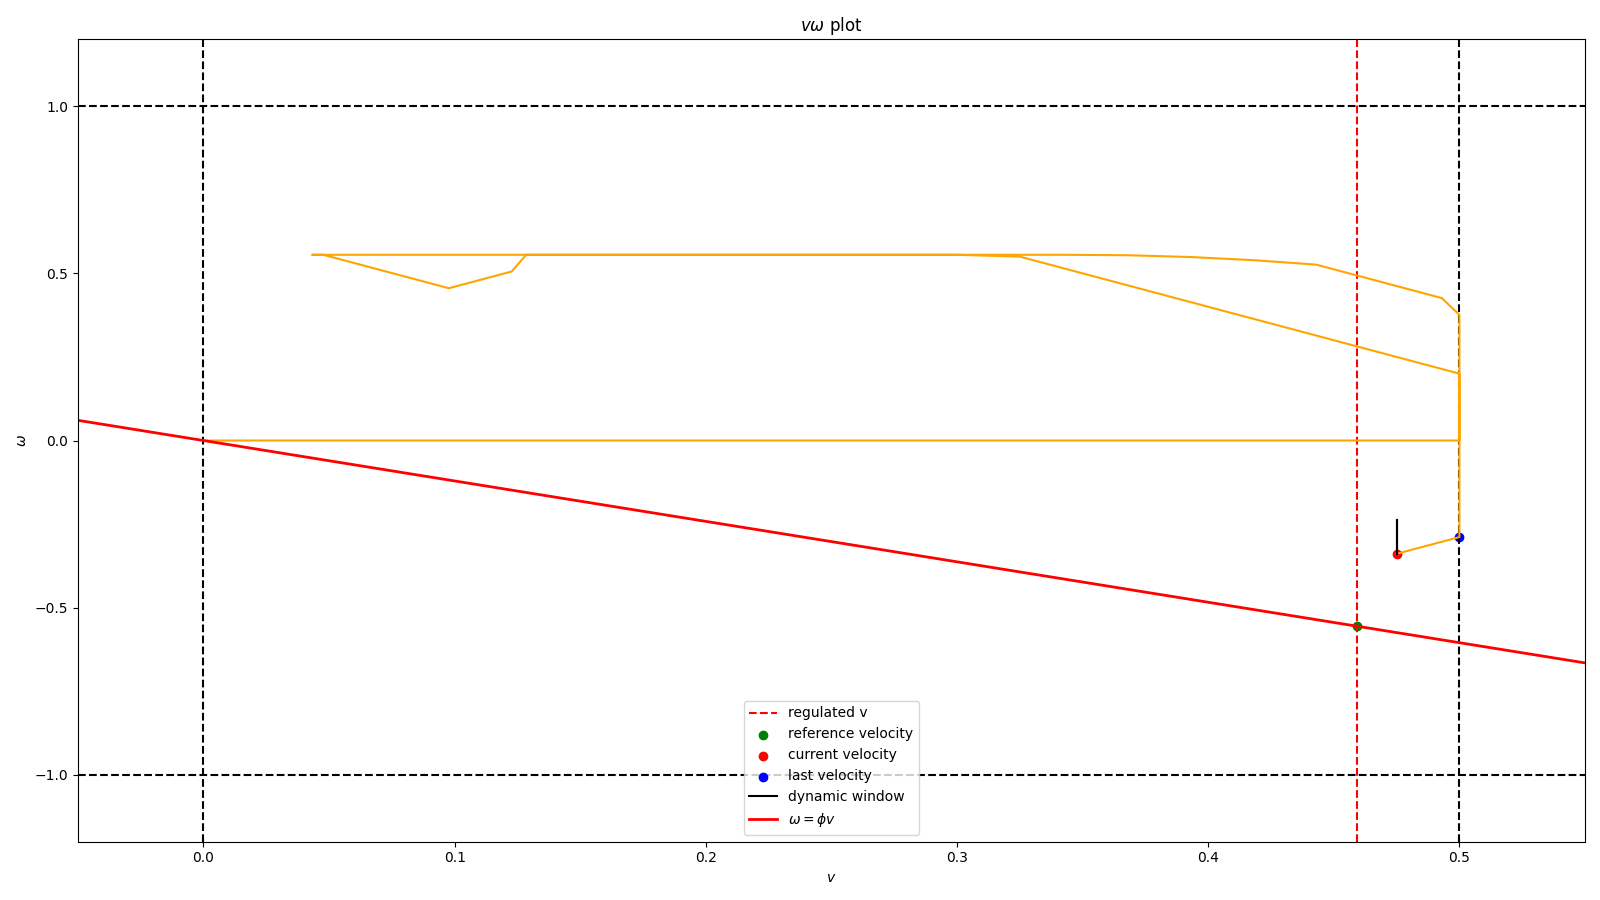 vω plot
1.0
0.5
0.0
−0.5
−1.0
ω
0.0 0.1 0.2 0.3 0.4 0.5
v
regulated v
reference velocity
current velocity
last velocity
dynamic window
ω = ϕv